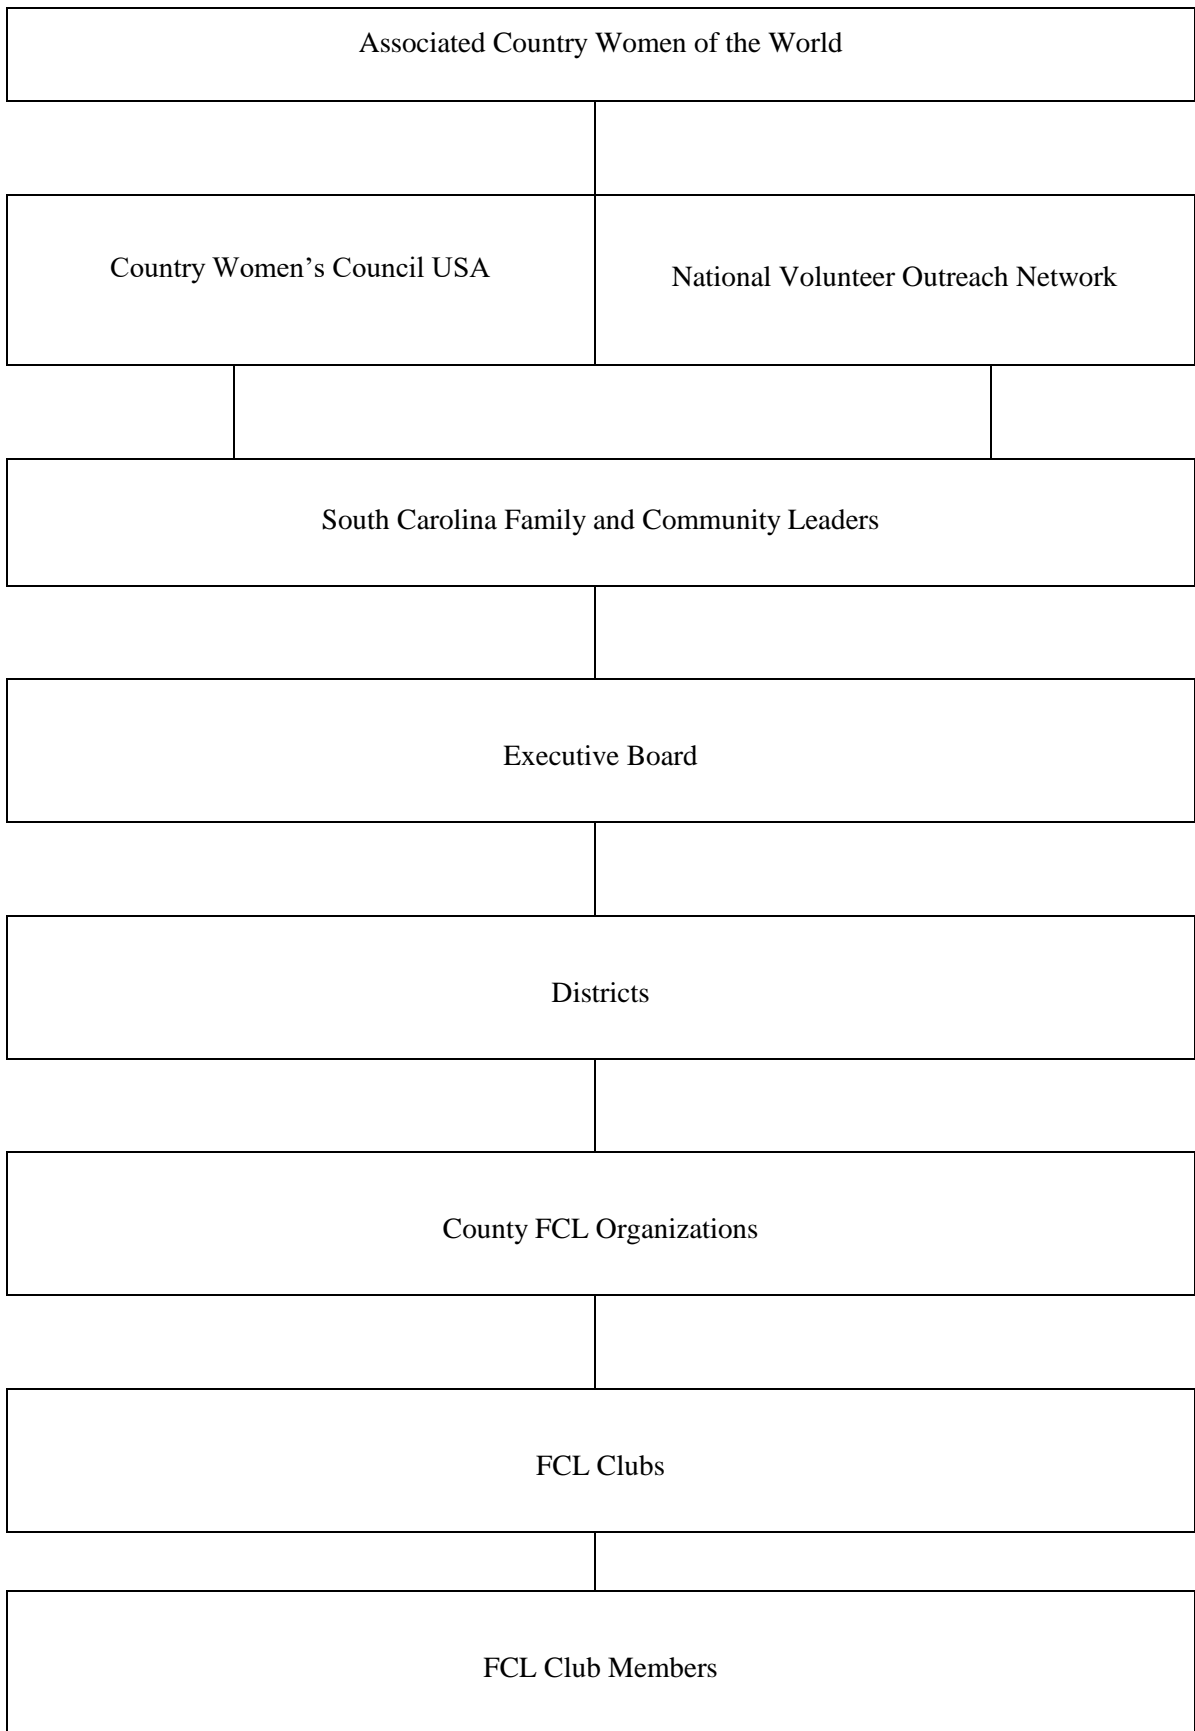 Associated Country Women of the World
Country Women’s Council USA
National Volunteer Outreach Network
South Carolina Family and Community Leaders
Executive Board
Districts
County FCL Organizations
FCL Clubs
FCL Club Members